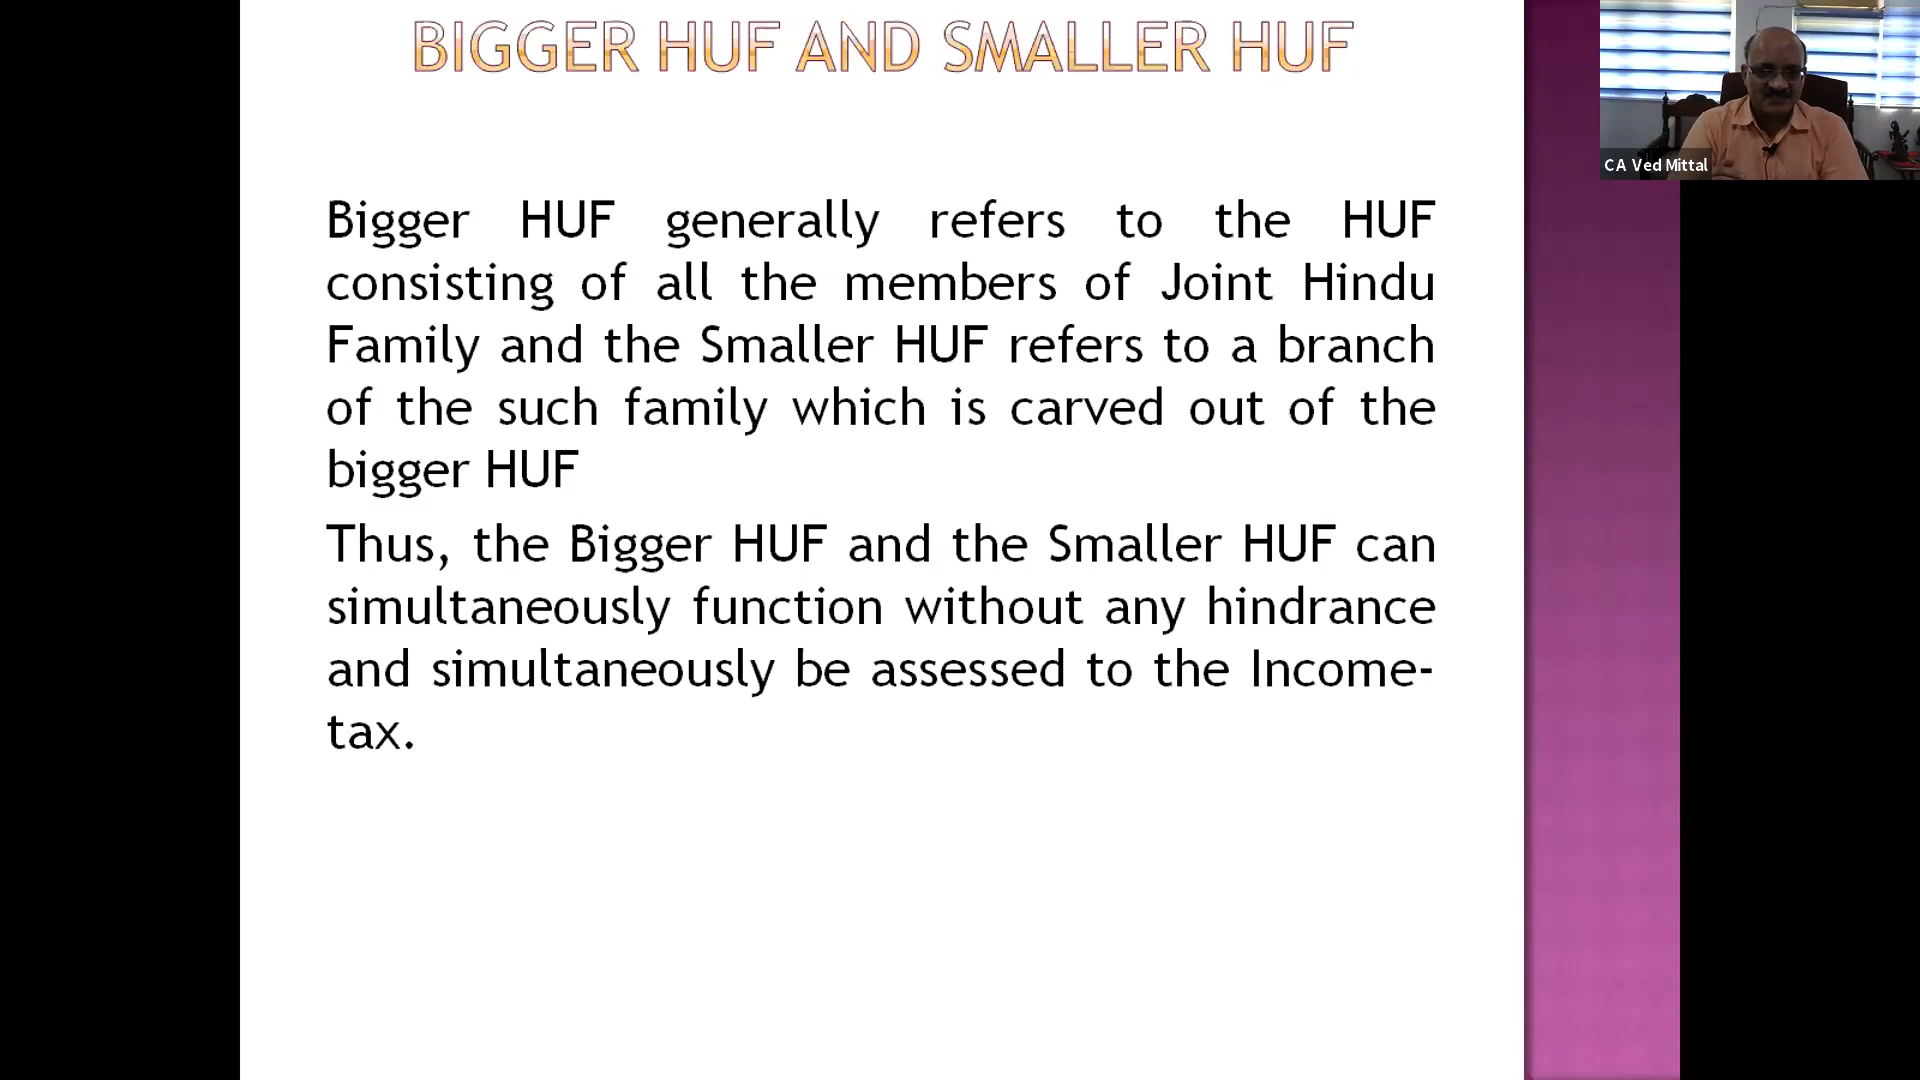 BIGGER HUF AND SMALLER HUF
CA Ved Mittal
Bigger HUF generally refers to the HUF
consisting of all the members of Joint Hindu
Family and the Smaller HUF refers to a branch
of the such family which is carved out of the
bigger HUF
Thus, the Bigger HUF and the Smaller HUF can
simultaneously function without any hindrance
and simultaneously be assessed to the Income-
tax.